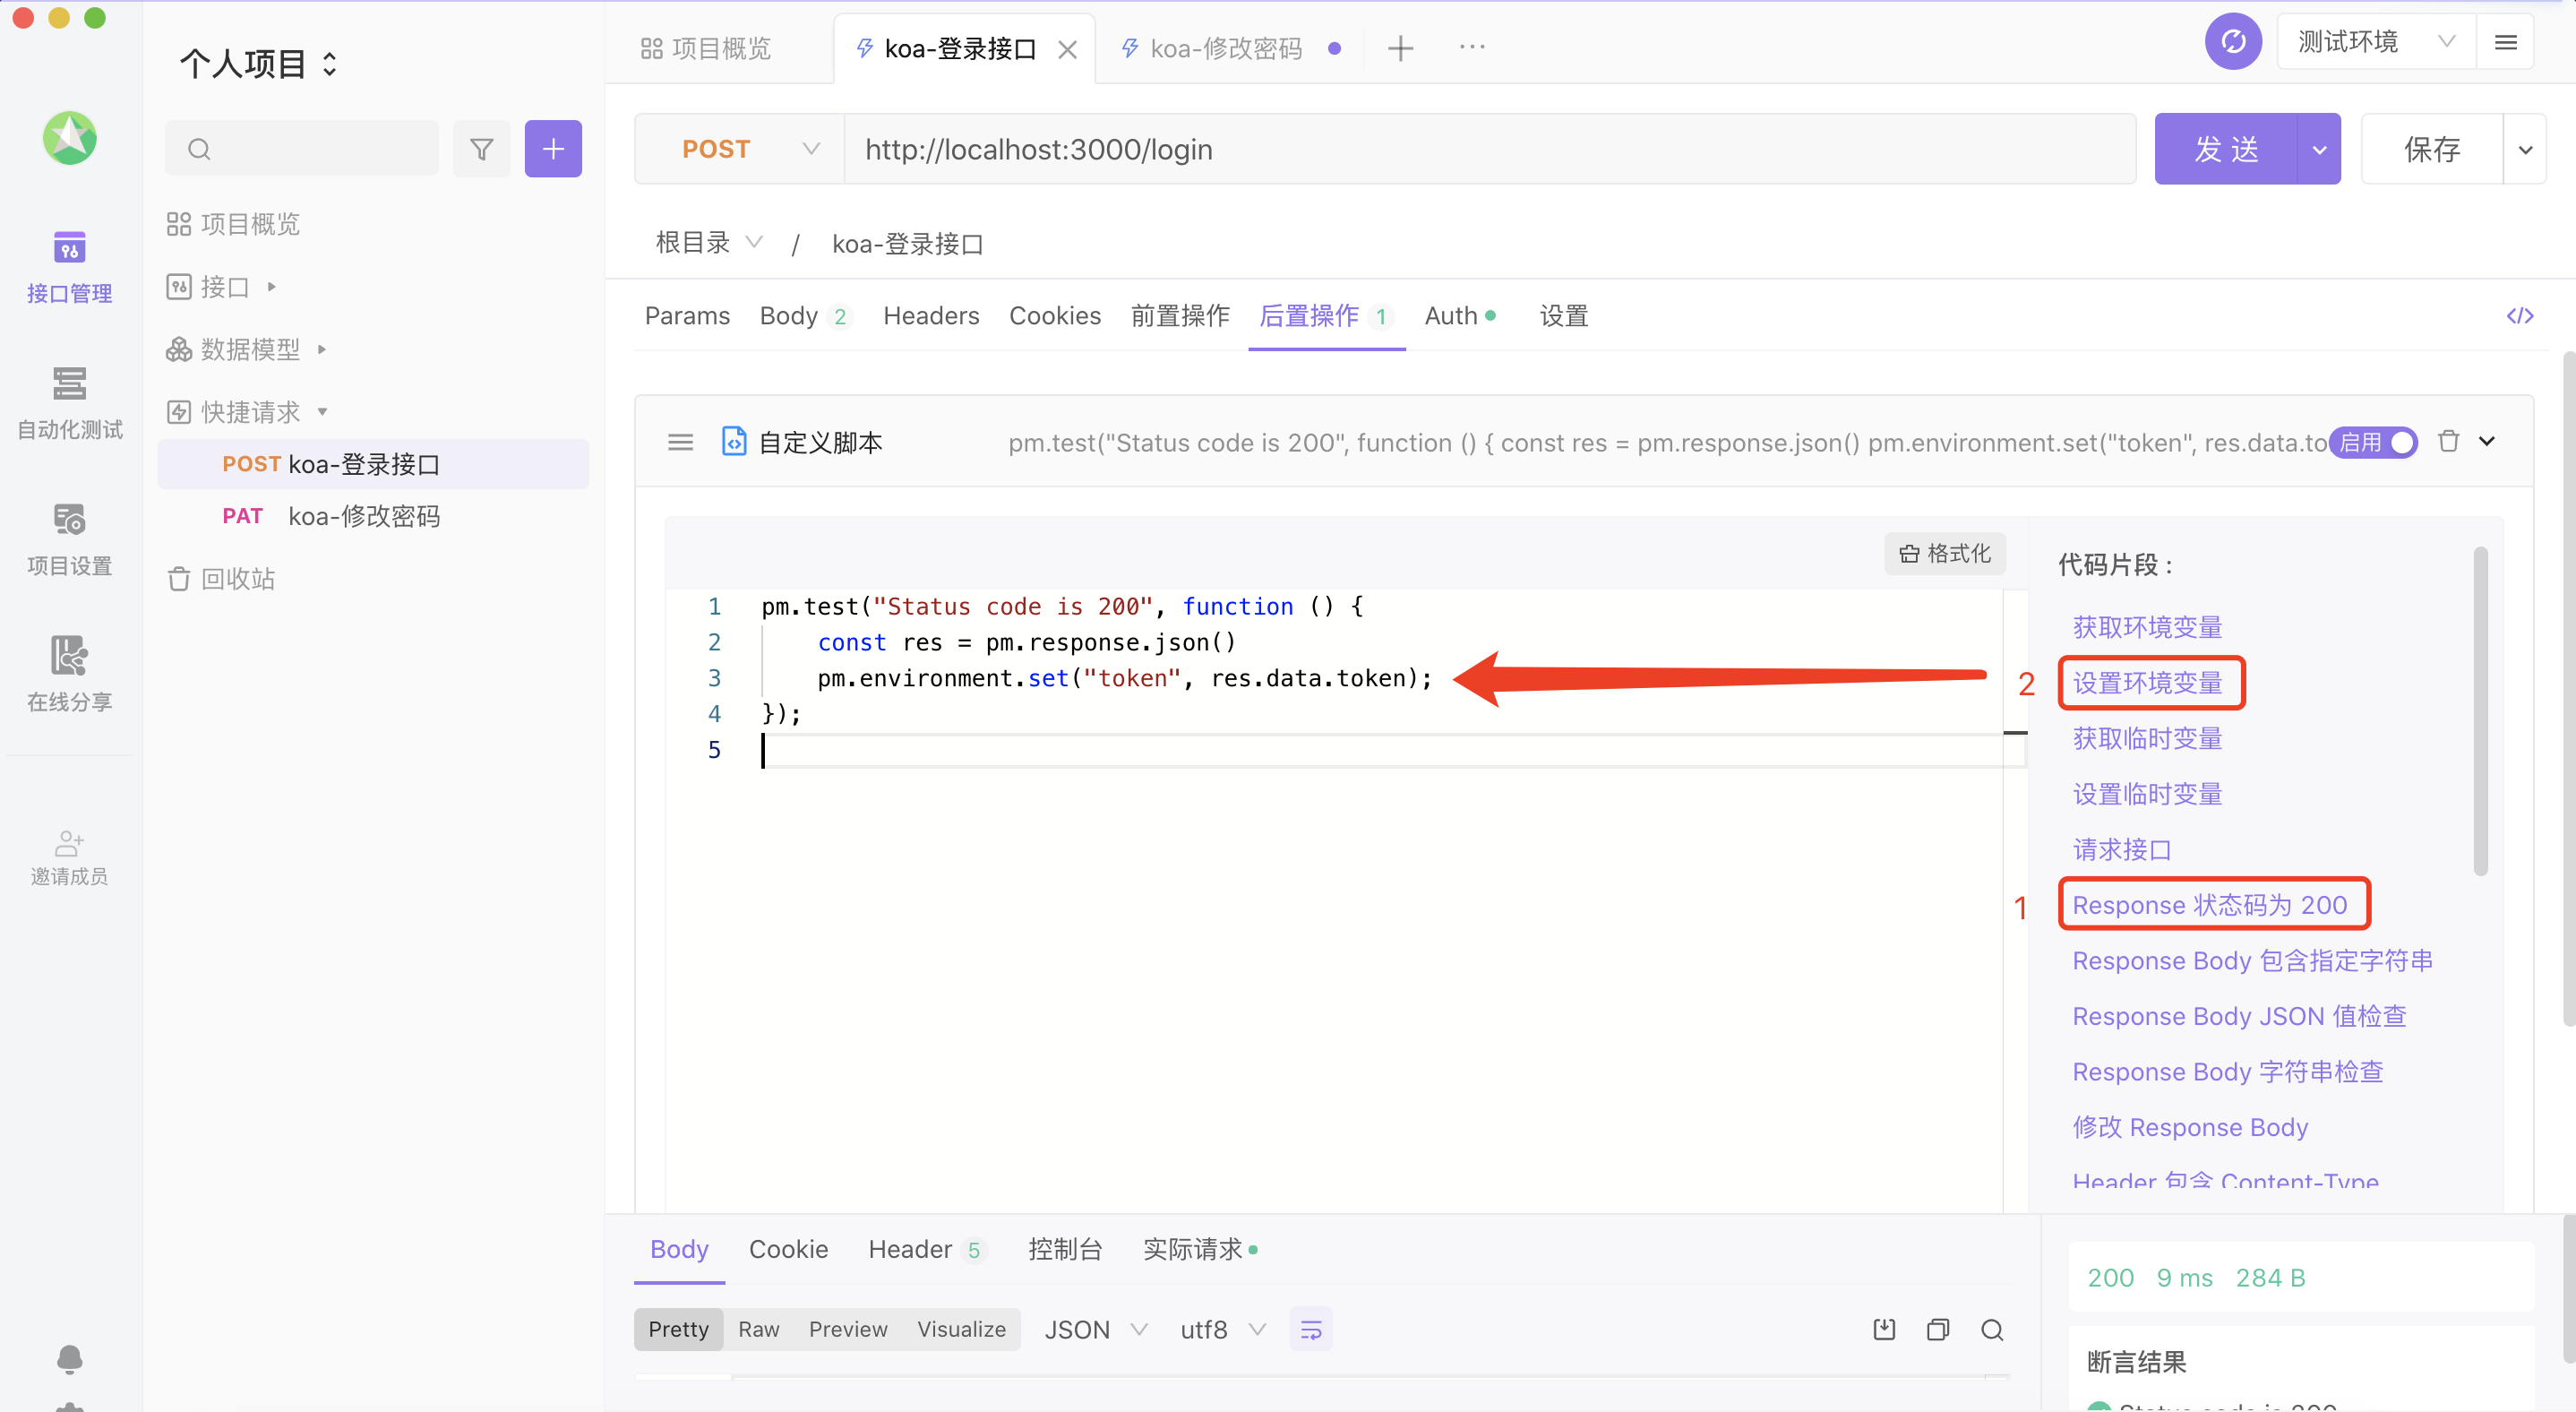 个人项目
项目概览
koa-登录接口
koa-修改密码
测试环境
接口管理
自动化测试
项目设置
在线分享
邀请成员
项目概览
接口
数据模型
快捷请求
POST koa-登录接口
PAT koa-修改密码
回收站
POST
http://localhost:3000/login
发 送
保存
根目录 / koa-登录接口
Params Body 2 Headers Cookies 前置操作 后置操作 1 Auth 设置
自定义脚本
pm.test("Status code is 200", function () { const res = pm.response.json() pm.environment.set("token", res.data.to
启用
格式化
1 pm.test("Status code is 200", function () {
2 const res = pm.response.json()
3 pm.environment.set("token", res.data.token);
4 });
5
代码片段：
获取环境变量
2 设置环境变量
获取临时变量
设置临时变量
请求接口
1 Response 状态码为 200
Response Body 包含指定字符串
Response Body JSON 值检查
Response Body 字符串检查
修改 Response Body
Header 包含 Content-Type
Body Cookie Header 5 控制台 实际请求
Pretty Raw Preview Visualize JSON utf8
200 9 ms 284 B
断言结果
Status code is 200